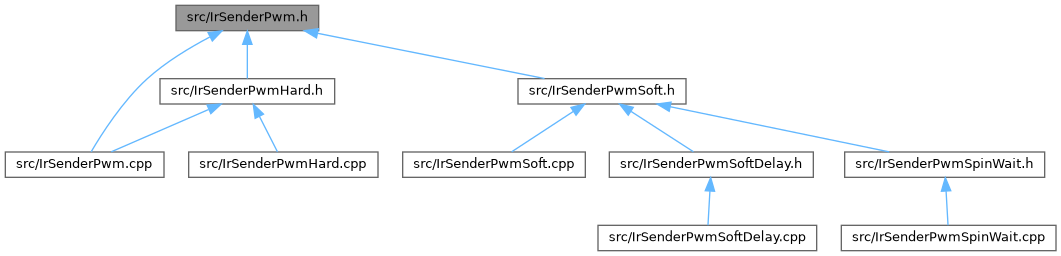 src/IrSenderPwm.h
src/IrSenderPwmHard.h
src/IrSenderPwmSoft.h
src/IrSenderPwm.cpp
src/IrSenderPwmHard.cpp
src/IrSenderPwmSoft.cpp
src/IrSenderPwmSoftDelay.h
src/IrSenderPwmSpinWait.h
src/IrSenderPwmSoftDelay.cpp
src/IrSenderPwmSpinWait.cpp